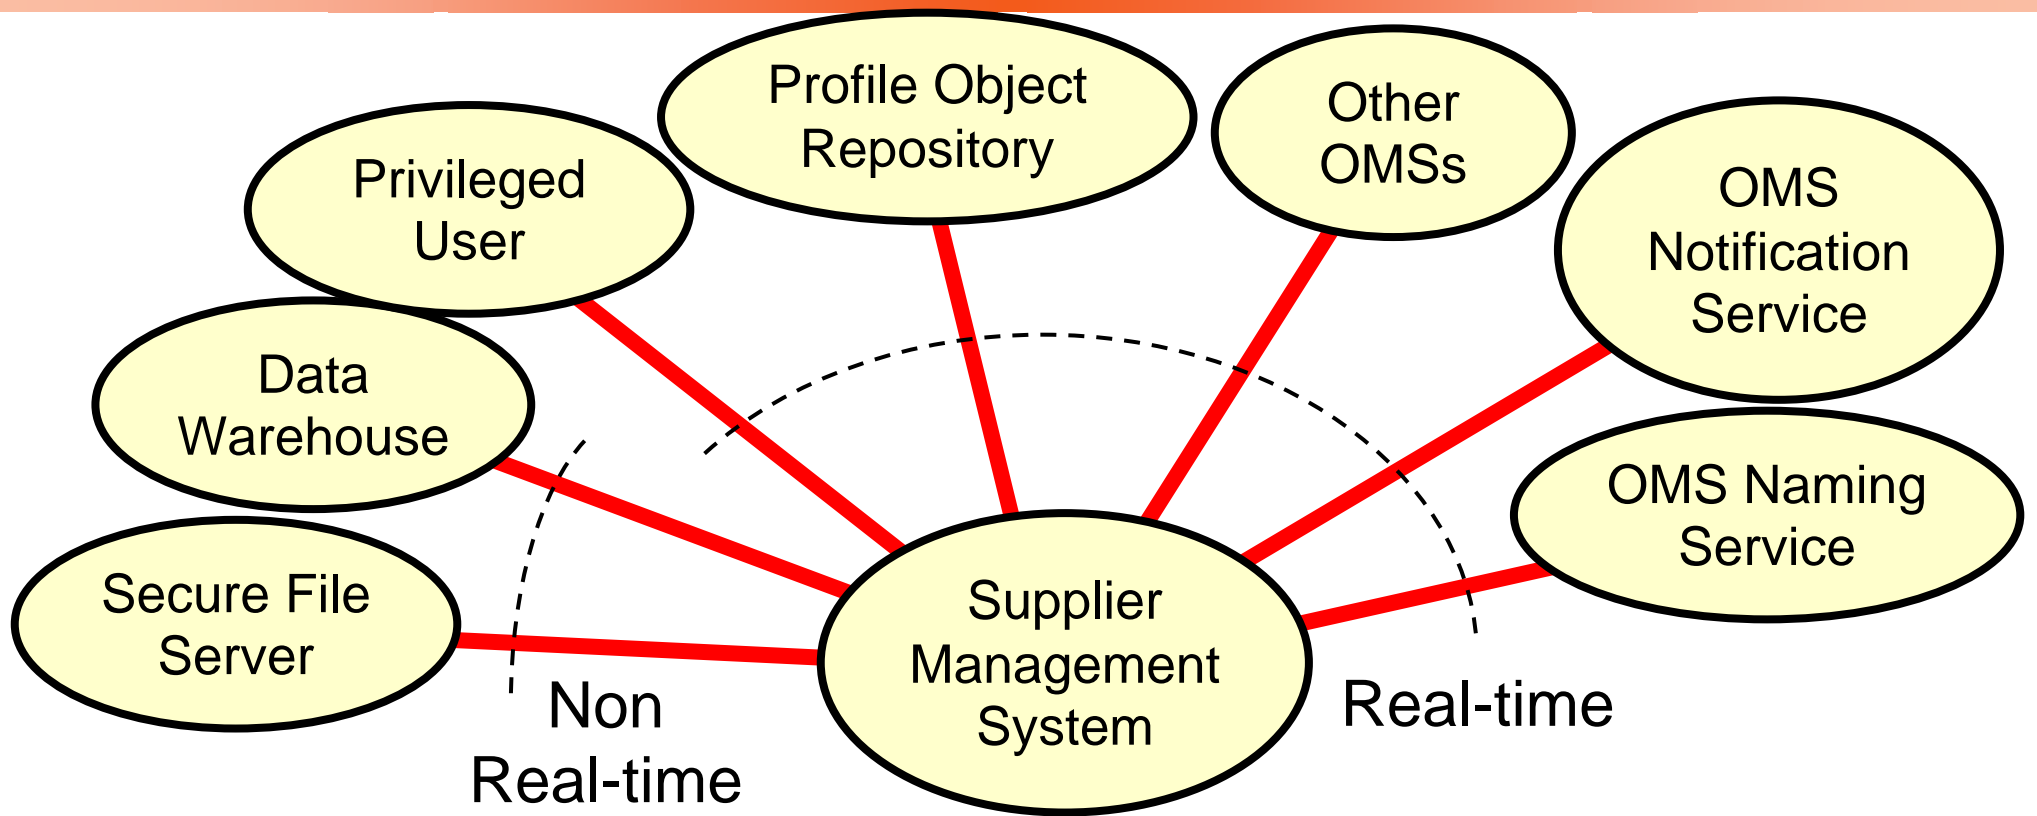 Profile Object
Repository
Other
OMSs
Privileged
User
OMS
Notification
Service
Data
Warehouse
OMS Naming
Service
Secure File
Server
Supplier
Management
System
Non
Real-time
Real-time